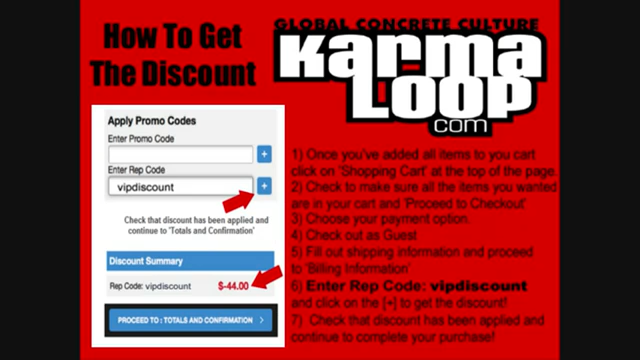 How To Get
The Discount
GLOBAL CONCRETE CULTURE
KarmaLOOP
com
Apply Promo Codes
Enter Promo Code
+
Enter Rep Code
vipdiscount
+
Check that discount has been applied and
continue to 'Totals and Confirmation'
Discount Summary
Rep Code: vipdiscount $-44.00
PROCEED TO : TOTALS AND CONFIRMATION >
1) Once you've added all items to you cart
click on 'Shopping Cart' at the top of the page.
2) Check to make sure all the items you wanted
are in your cart and 'Proceed to Checkout'
3) Choose your payment option.
4) Check out as Guest
5) Fill out shipping information and proceed
to 'Billing Information'
6) Enter Rep Code: vipdiscount
and click on the [+] to get the discount!
7) Check that discount has been applied and
continue to complete your purchase!